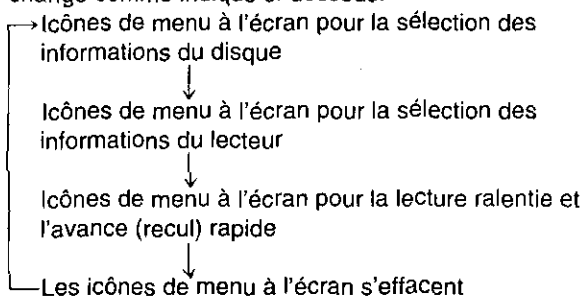 change comme indiqué ci-dessous.
Icônes de menu à l'écran pour la sélection des
informations du disque
Icônes de menu à l'écran pour la sélection des
informations du lecteur
Icônes de menu à l'écran pour la lecture ralentie et
l'avance (recul) rapide
Les icônes de menu à l'écran s'effacent